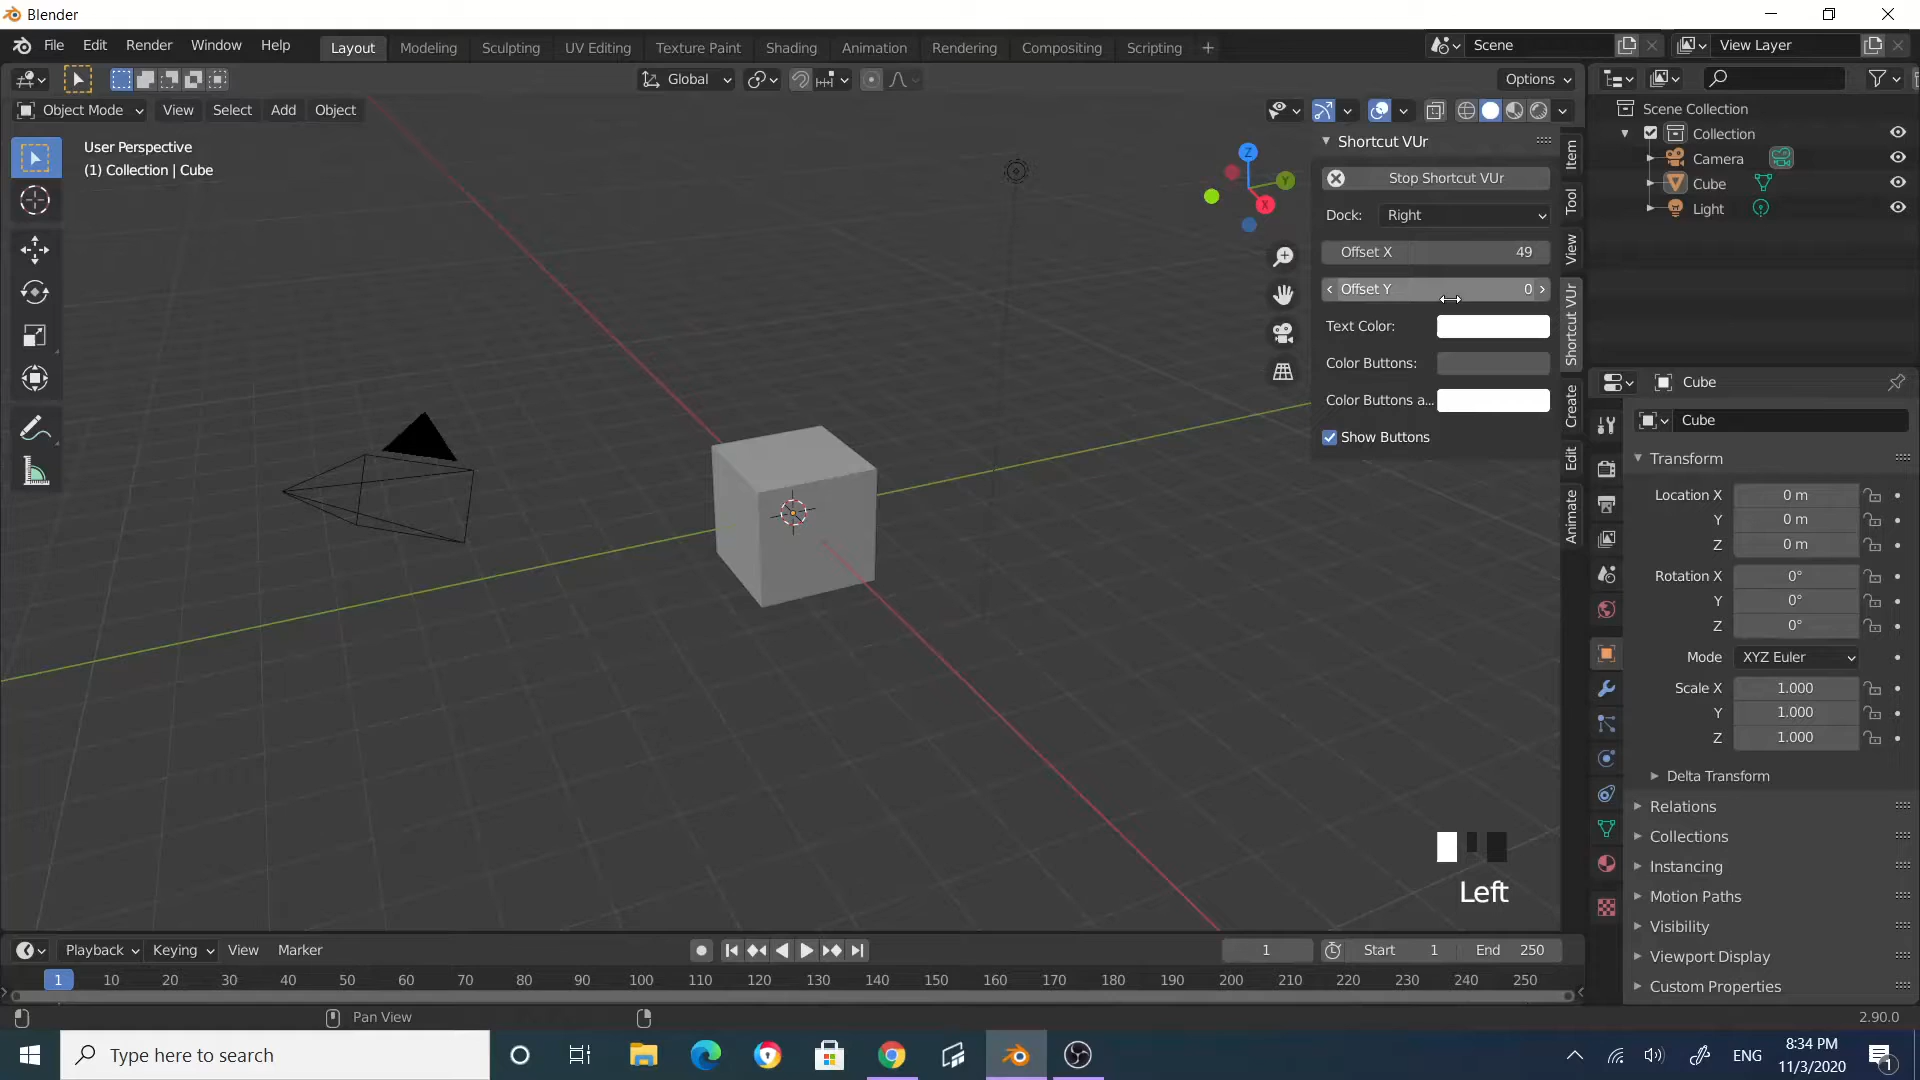 Blender
File Edit Render Window Help
Layout Modeling Sculpting UV Editing Texture Paint Shading Animation Rendering Compositing Scripting +
Scene
View Layer
Global
Options
Object Mode View Select Add Object
User Perspective
(1) Collection | Cube
Z
Y
X
Shortcut VUr
Stop Shortcut VUr
Dock: Right
Offset X 49
Offset Y 0
Text Color:
Color Buttons:
Color Buttons a...
Show Buttons
Item
Tool
View
Shortcut VUr
Create
Edit
Animate
Scene Collection
Collection
Camera
Cube
Light
Cube
Cube
Transform
Location X 0 m
Y 0 m
Z 0 m
Rotation X 0°
Y 0°
Z 0°
Mode XYZ Euler
Scale X 1.000
Y 1.000
Z 1.000
Delta Transform
Relations
Collections
Instancing
Motion Paths
Visibility
Viewport Display
Custom Properties
Left
Playback Keying View Marker
1 Start 1 End 250
1 10 20 30 40 50 60 70 80 90 100 110 120 130 140 150 160 170 180 190 200 210 220 230 240 250
Pan View
2.90.0
Type here to search
ENG
8:34 PM
11/3/2020
1